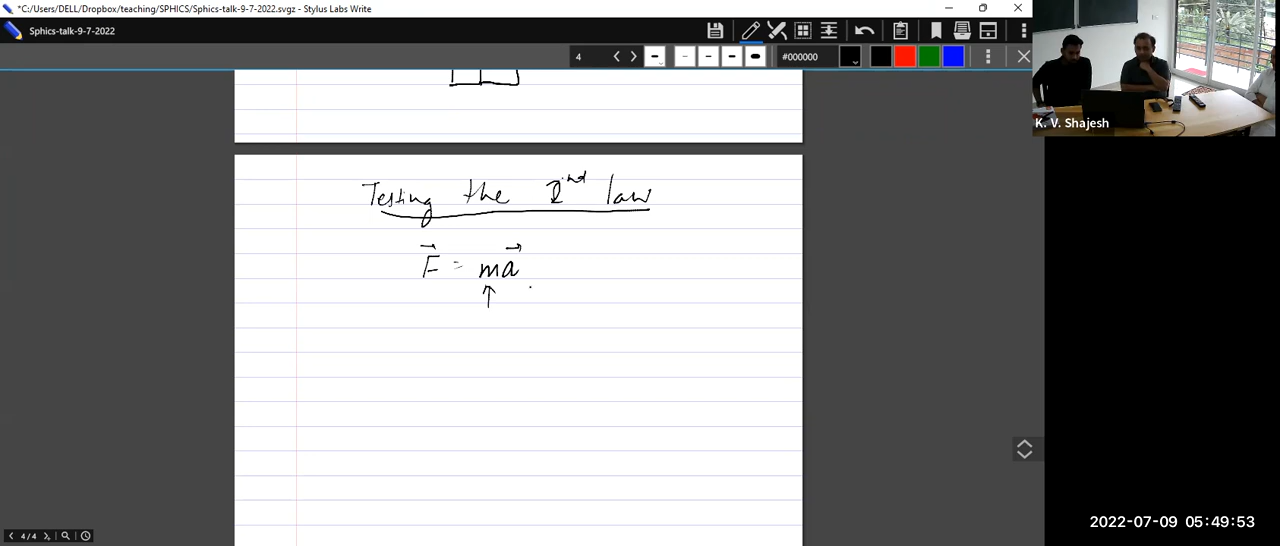 *C:/Users/DELL/Dropbox/teaching/SPHICS/Sphics-talk-9-7-2022.svgz - Stylus Labs Write
Sphics-talk-9-7-2022
4
#000000
K. V. Shajesh
Testing the 2nd law
F⃗ = ma⃗
↑
4/4
2022-07-09 05:49:53